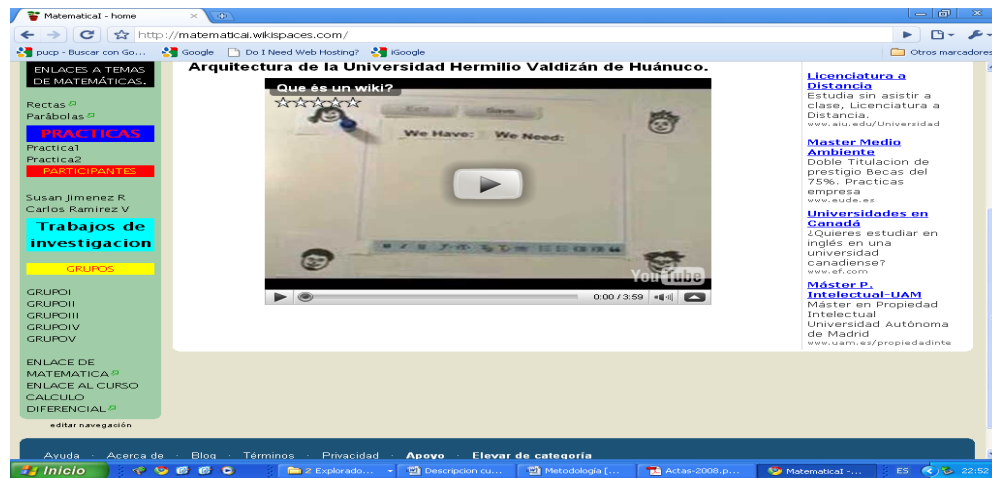 MatematicaI - home
http://matematicai.wikispaces.com/
pucp - Buscar con Go...
Google
Do I Need Web Hosting?
iGoogle
Otros marcadores
ENLACES A TEMAS
DE MATEMÁTICAS.
Rectas
Parábolas
PRACTICAS
Practica1
Practica2
PARTICIPANTES
Susan Jimenez R
Carlos Ramirez V
Trabajos de
investigacion
GRUPOS
GRUPOI
GRUPOII
GRUPOIII
GRUPOIV
GRUPOV
ENLACE DE
MATEMATICA
ENLACE AL CURSO
CALCULO
DIFERENCIAL
editar navegación
Arquitectura de la Universidad Hermilio Valdizán de Huánuco.
Que és un wiki?
Edit
Save
We Have:
We Need:
YouTube
0:00 / 3:59
Licenciatura a
Distancia
Estudia sin asistir a
clase, Licenciatura a
Distancia.
www.aiu.edu/Universidad
Master Medio
Ambiente
Doble Titulacion de
prestigio Becas del
75%. Practicas
empresa
www.eude.es
Universidades en
Canadá
¿Quieres estudiar en
inglés en una
universidad
canadiense?
www.ef.com
Máster P.
Intelectual-UAM
Máster en Propiedad
Intelectual
Universidad Autónoma
de Madrid
www.uam.es/propiedadinte
Ayuda · Acerca de · Blog · Términos · Privacidad · Apoyo · Elevar de categoría
Inicio
2 Explorado...
Descripcion cu...
Metodología [...
Actas-2008.p...
MatematicaI -...
ES
22:52